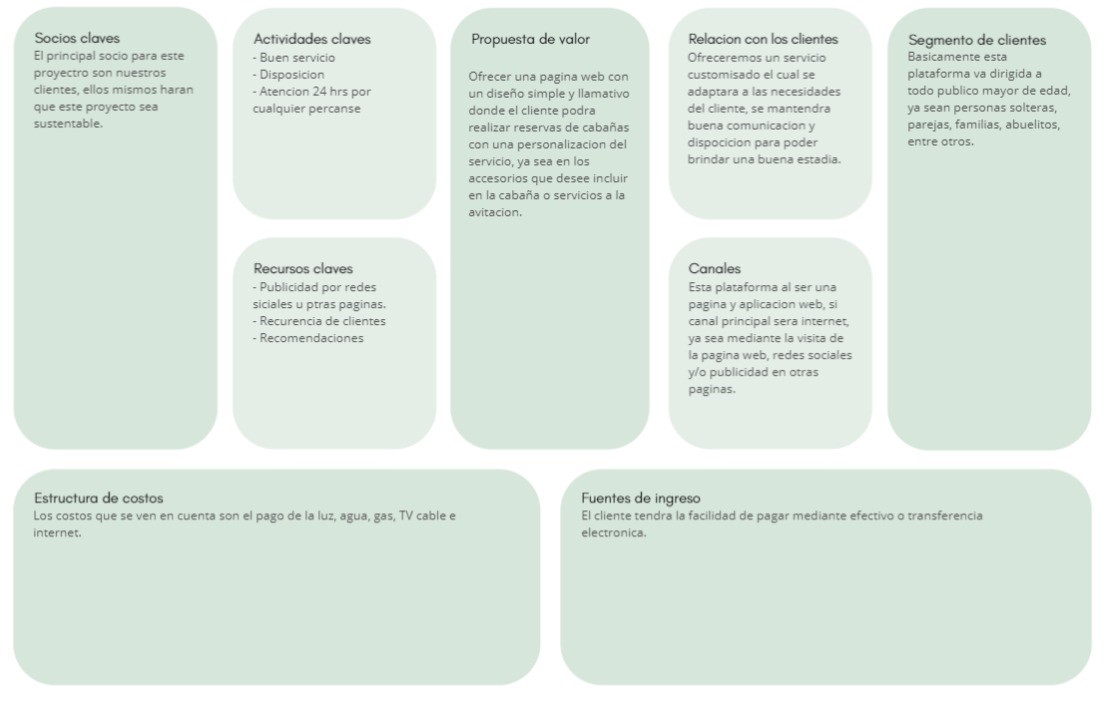 Socios claves
El principal socio para este
proyectro son nuestros
clientes, ellos mismos haran
que este proyecto sea
sustentable.
Actividades claves
- Buen servicio
- Disposicion
- Atencion 24 hrs por
cualquier percanse
Recursos claves
- Publicidad por redes
siciales u ptras paginas.
- Recurencia de clientes
- Recomendaciones
Propuesta de valor
Ofrecer una pagina web con
un diseño simple y llamativo
donde el cliente podra
realizar reservas de cabañas
con una personalizacion del
servicio, ya sea en los
accesorios que desee incluir
en la cabaña o servicios a la
avitacion.
Relacion con los clientes
Ofreceremos un servicio
customisado el cual se
adaptara a las necesidades
del cliente, se mantendra
buena comunicacion y
dispocicion para poder
brindar una buena estadia.
Canales
Esta plataforma al ser una
pagina y aplicacion web, si
canal principal sera internet,
ya sea mediante la visita de
la pagina web, redes sociales
y/o publicidad en otras
paginas.
Segmento de clientes
Basicamente esta
plataforma va dirigida a
todo publico mayor de edad,
ya sean personas solteras,
parejas, familias, abuelitos,
entre otros.
Estructura de costos
Los costos que se ven en cuenta son el pago de la luz, agua, gas, TV cable e
internet.
Fuentes de ingreso
El cliente tendra la facilidad de pagar mediante efectivo o transferencia
electronica.